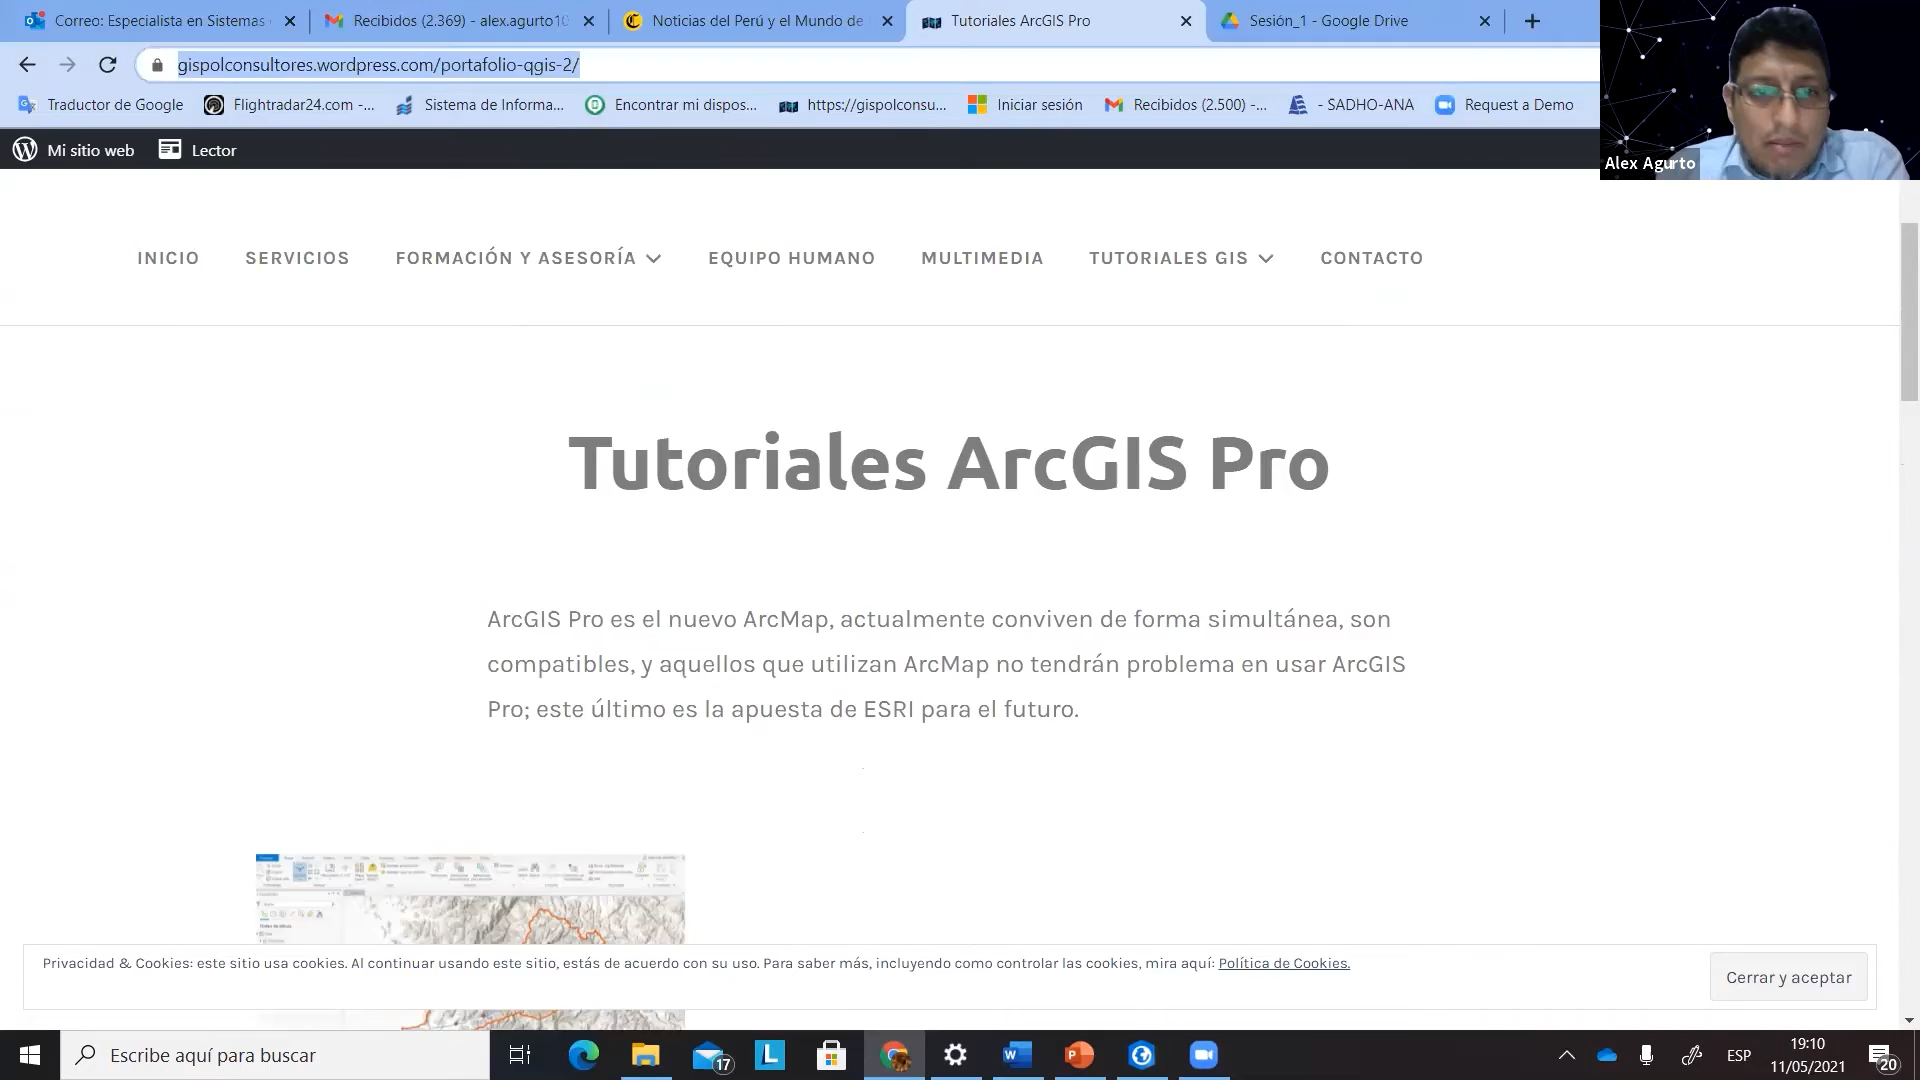 Correo: Especialista en Sistemas
Recibidos (2.369) - alex.agurto10
Noticias del Perú y el Mundo de
Tutoriales ArcGIS Pro
Sesión_1 - Google Drive
gispolconsultores.wordpress.com/portafolio-qgis-2/
Traductor de Google
Flightradar24.com -...
Sistema de Informa...
Encontrar mi dispos...
https://gispolconsu...
Iniciar sesión
Recibidos (2.500) -...
- SADHO-ANA
Request a Demo
Alex Agurto
Mi sitio web
Lector
INICIO
SERVICIOS
FORMACIÓN Y ASESORÍA
EQUIPO HUMANO
MULTIMEDIA
TUTORIALES GIS
CONTACTO
Tutoriales ArcGIS Pro
ArcGIS Pro es el nuevo ArcMap, actualmente conviven de forma simultánea, son
compatibles, y aquellos que utilizan ArcMap no tendrán problema en usar ArcGIS
Pro; este último es la apuesta de ESRI para el futuro.
Privacidad & Cookies: este sitio usa cookies. Al continuar usando este sitio, estás de acuerdo con su uso. Para saber más, incluyendo como controlar las cookies, mira aquí: Política de Cookies.
Cerrar y aceptar
Escribe aquí para buscar
17
L
W
P
ESP
19:10
11/05/2021
20